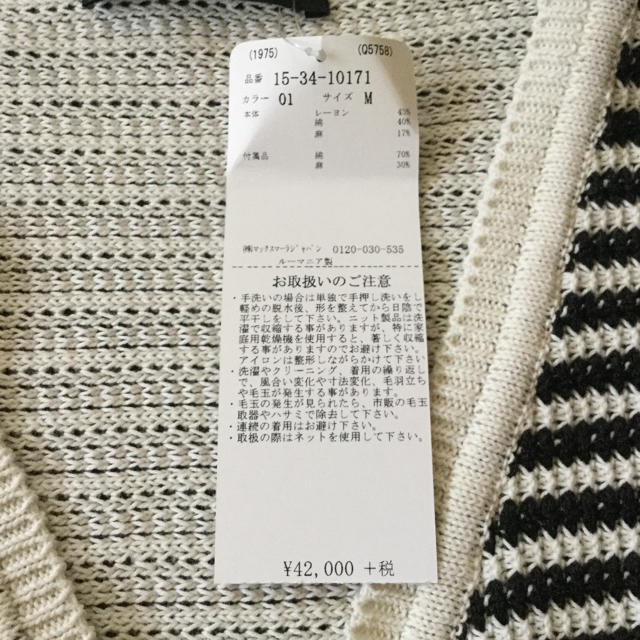 (1975) (Q5758)
品番 15-34-10171
カラー 01 サイズ M
本体 レーヨン 43%
綿 40%
麻 17%
付属品 綿 70%
麻 30%
㈱マックスマーラジャパン 0120-030-535
ルーマニア製
お取扱いのご注意
・手洗いの場合は単独で手押し洗いをし
軽めの脱水後、形を整えてから日陰で
平干しをして下さい。ニット製品は洗
濯で収縮する事がありますが、特に家
庭用乾燥機を使用すると、著しく収縮
する事がありますのでお避け下さい。
アイロンは整形しながらかけて下さい
・洗濯やクリーニング、着用の繰り返し
で、風合い変化や寸法変化、毛羽立ち
や毛玉が発生する事があります。
・毛玉の発生が見られたら、市販の毛玉
取器やハサミで除去して下さい。
・連続の着用はお避け下さい。
・取扱の際はネットを使用して下さい。
¥42,000 +税